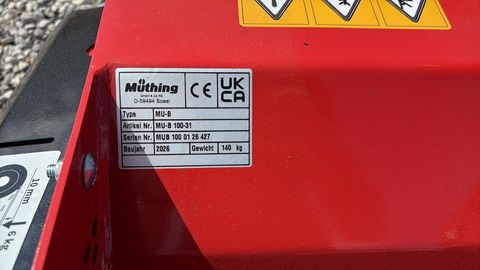 Müthing
GmbH & Co KG
D-59494 Soest
CE
UK
CA
Type MU-B
Artikel Nr. MU-B 100-31
Serien Nr. MUB 100 01 26 427
Baujahr 2026 Gewicht 140 kg
10 mm
6 kg